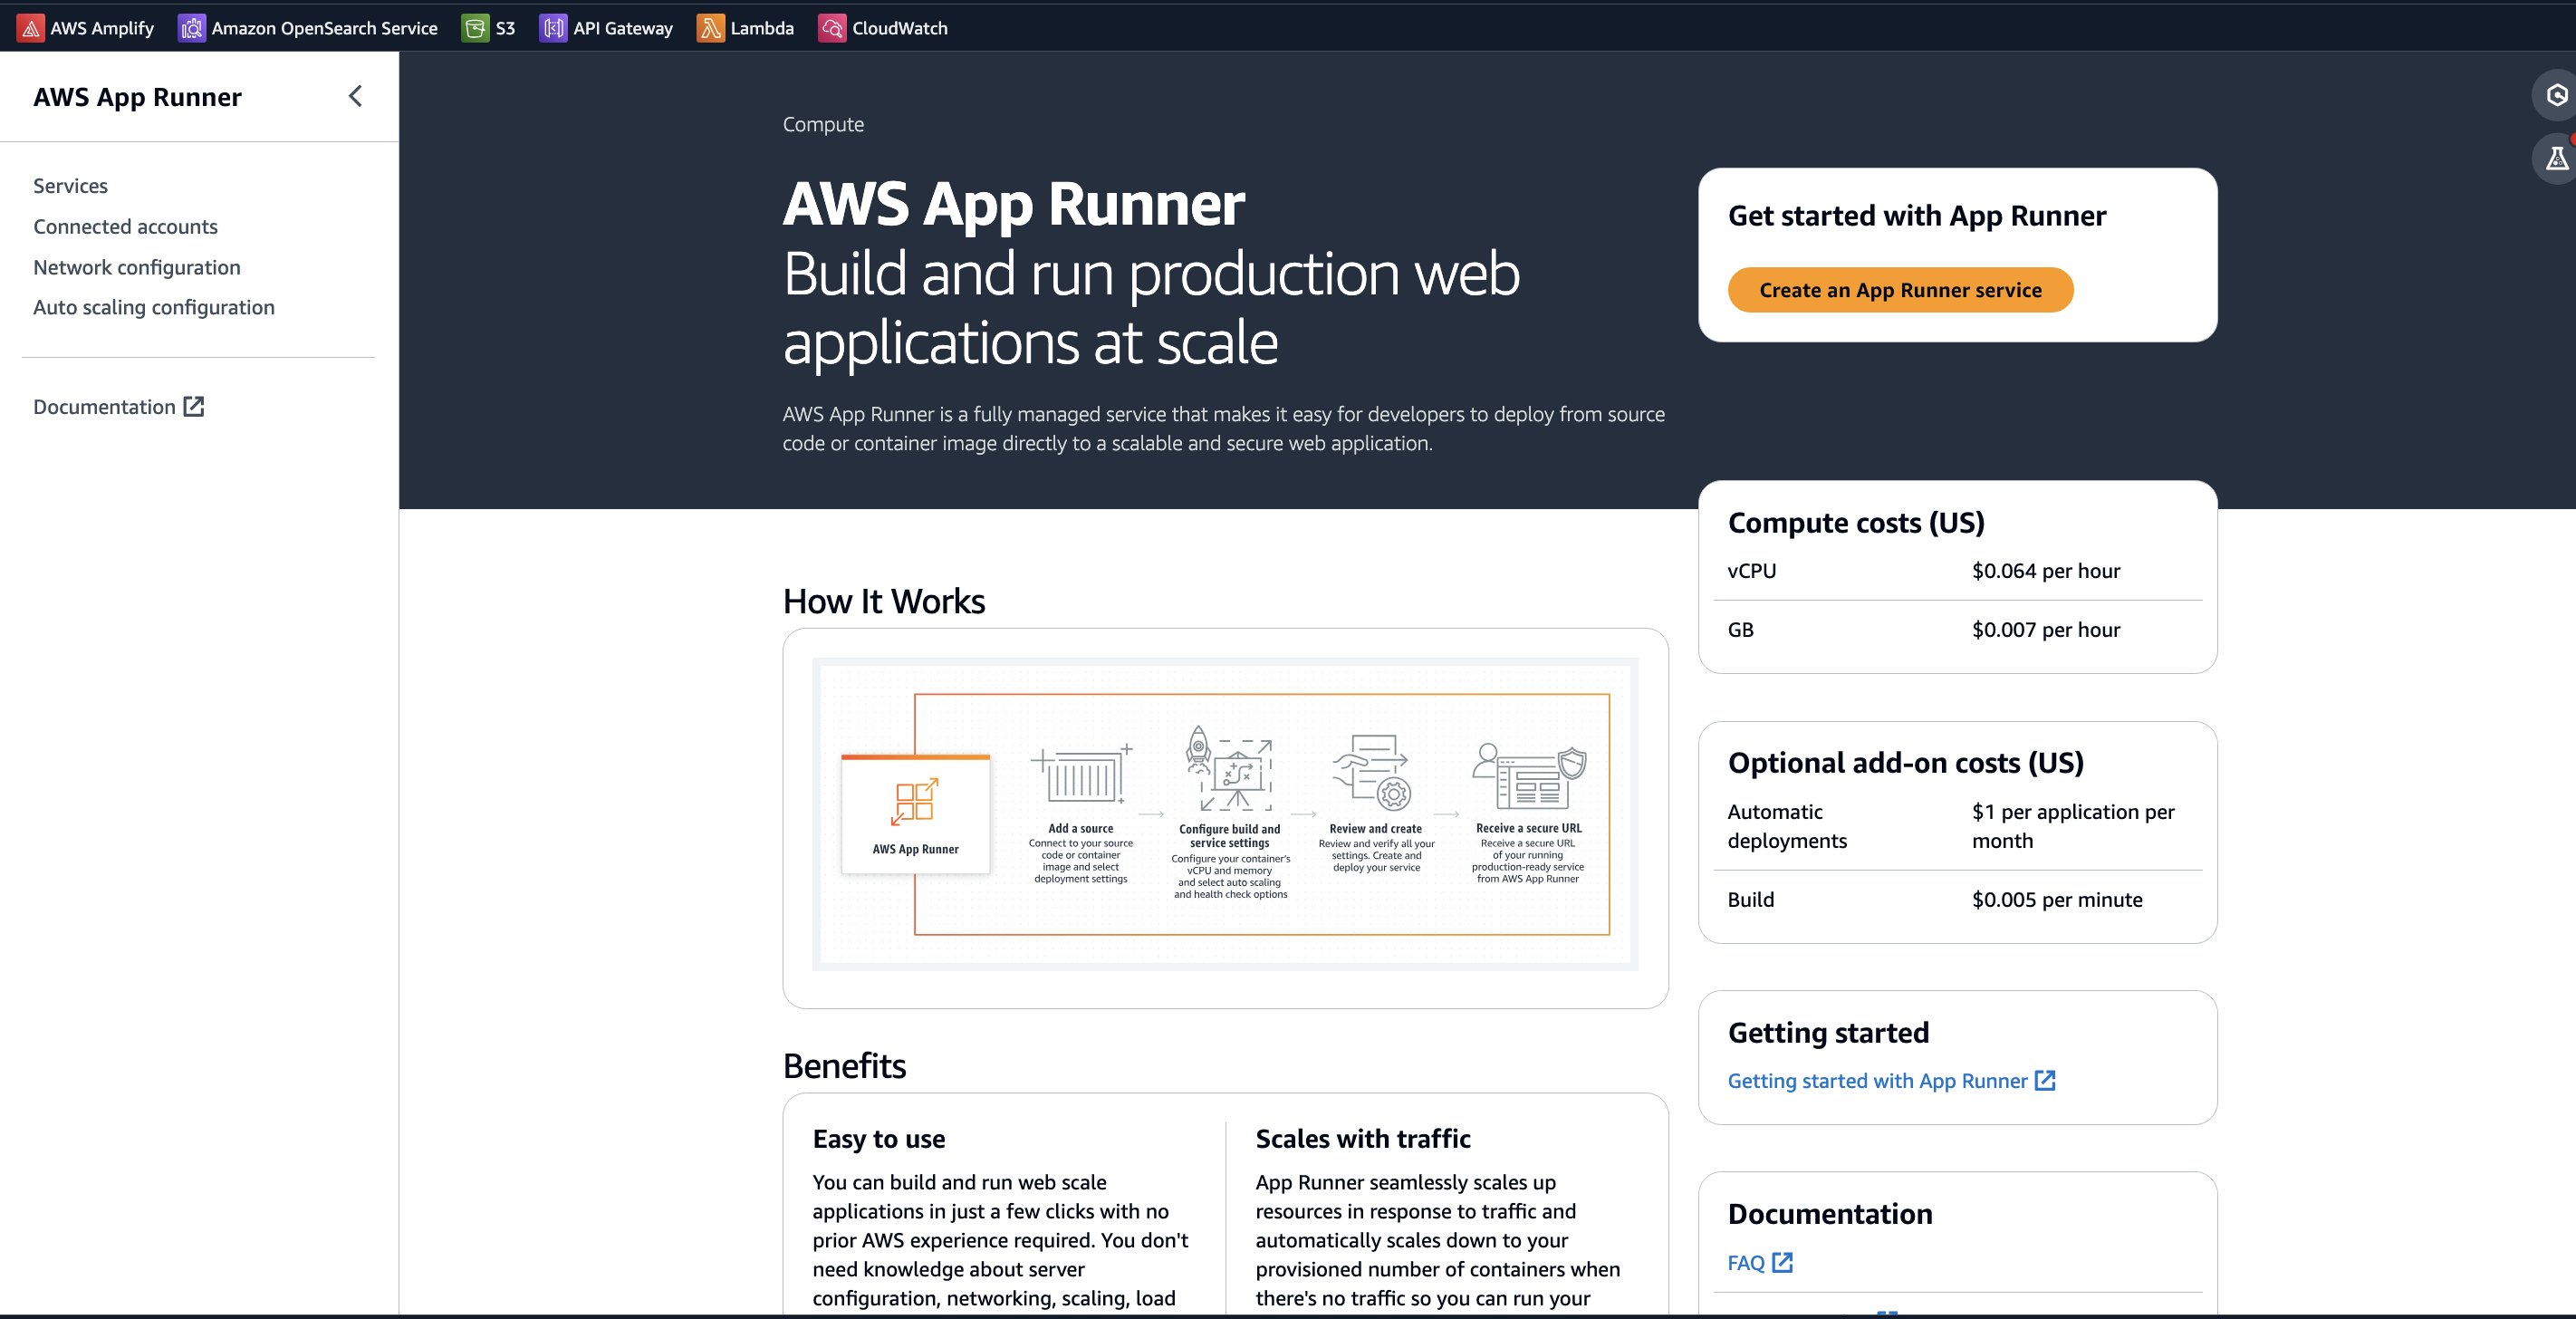 AWS Amplify
Amazon OpenSearch Service
S3
API Gateway
Lambda
CloudWatch
AWS App Runner
Services
Connected accounts
Network configuration
Auto scaling configuration
Documentation
Compute
AWS App Runner
Build and run production web
applications at scale
AWS App Runner is a fully managed service that makes it easy for developers to deploy from source
code or container image directly to a scalable and secure web application.
Get started with App Runner
Create an App Runner service
Compute costs (US)
vCPU $0.064 per hour
GB $0.007 per hour
Optional add-on costs (US)
Automatic
deployments
$1 per application per
month
Build $0.005 per minute
Getting started
Getting started with App Runner
Documentation
FAQ
How It Works
AWS App Runner
Add a source
Connect to your source
code or container
image and select
deployment settings
Configure build and
service settings
Configure your container's
vCPU and memory
and select auto scaling
and health check options
Review and create
Review and verify all your
settings. Create and
deploy your service
Receive a secure URL
Receive a secure URL
of your running
production-ready service
from AWS App Runner
Benefits
Easy to use
You can build and run web scale
applications in just a few clicks with no
prior AWS experience required. You don't
need knowledge about server
configuration, networking, scaling, load
Scales with traffic
App Runner seamlessly scales up
resources in response to traffic and
automatically scales down to your
provisioned number of containers when
there's no traffic so you can run your